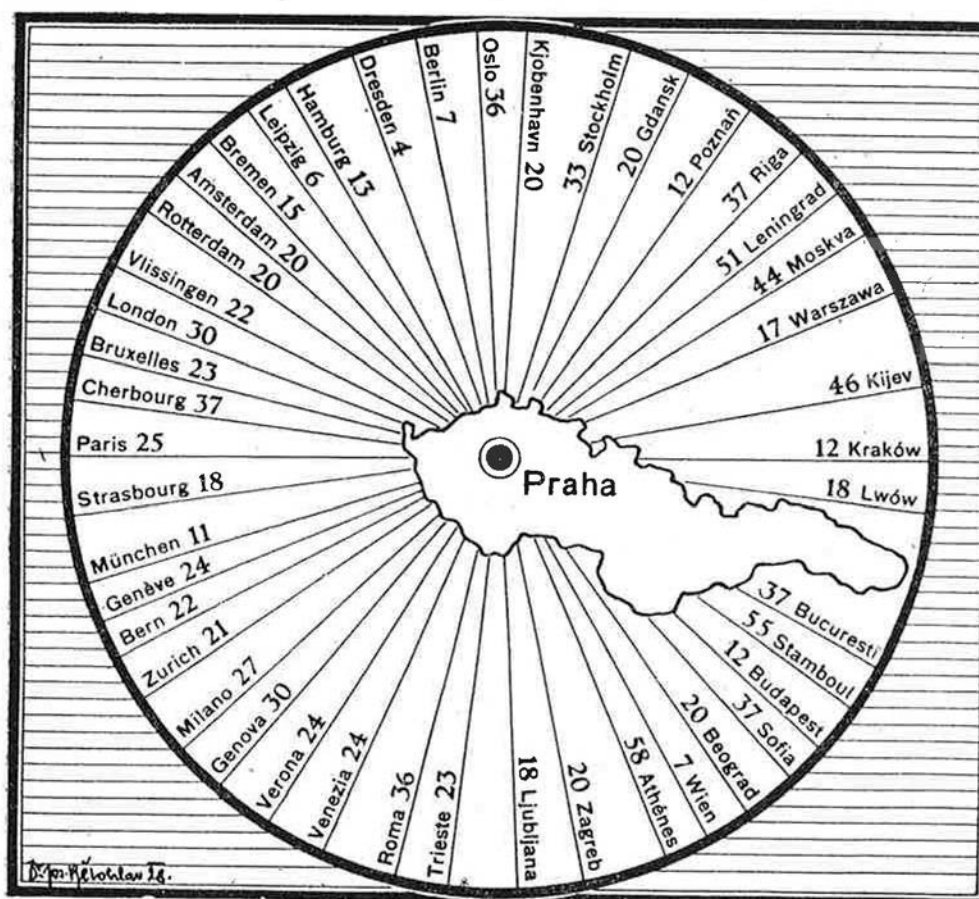 Oslo 36
Kjobenhavn 20
33 Stockholm
20 Gdansk
12 Poznań
37 Riga
51 Leningrad
44 Moskva
17 Warszawa
46 Kijev
12 Kraków
18 Lwów
37 Bucuresti
55 Stamboul
12 Budapest
37 Sofia
20 Beograd
7 Wien
58 Athénes
20 Zagreb
18 Ljubljana
Trieste 23
Roma 36
Venezia 24
Verona 24
Genova 30
Milano 27
Zurich 21
Bern 22
Genève 24
München 11
Strasbourg 18
Paris 25
Cherbourg 37
Bruxelles 23
London 30
Vlissingen 22
Rotterdam 20
Amsterdam 20
Bremen 15
Leipzig 6
Hamburg 13
Dresden 4
Berlin 7
Praha